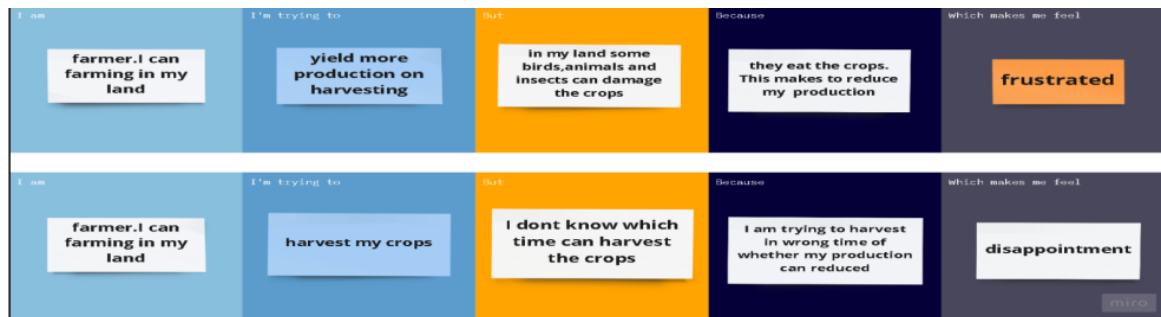 I am
farmer.I can
farming in my
land
I'm trying to
yield more
production on
harvesting
But
in my land some
birds,animals and
insects can damage
the crops
Because
they eat the crops.
This makes to reduce
my production
Which makes me feel
frustrated
I am
farmer.I can
farming in my
land
I'm trying to
harvest my crops
But
I dont know which
time can harvest
the crops
Because
I am trying to harvest
in wrong time of
whether my production
can reduced
Which makes me feel
disappointment
miro